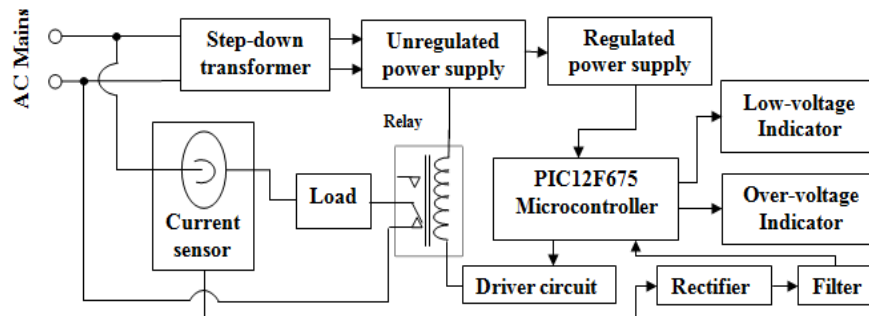 AC Mains
Step-down
transformer
Unregulated
power supply
Regulated
power supply
Low-voltage
Indicator
Relay
PIC12F675
Microcontroller
Load
Current
sensor
Over-voltage
Indicator
Driver circuit
Rectifier
Filter